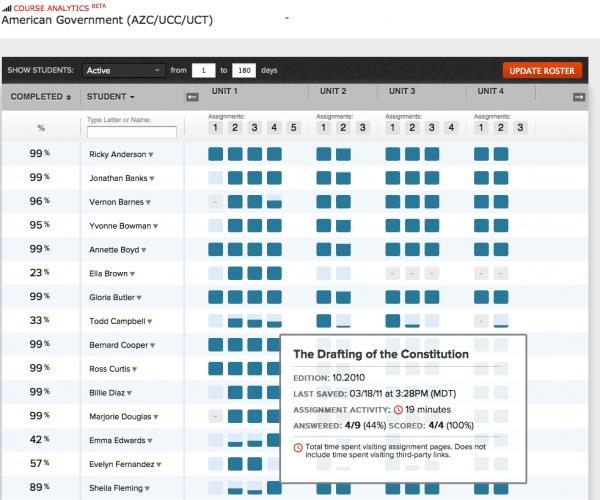 COURSE ANALYTICS BETA
American Government (AZC/UCC/UCT)
SHOW STUDENTS: Active from 1 to 180 days UPDATE ROSTER
COMPLETED STUDENT UNIT 1 UNIT 2 UNIT 3 UNIT 4
% Type Letter or Name: Assignments: Assignments: Assignments: Assignments:
1 2 3 4 5 1 2 3 1 2 3 4 1 2 3
99% Ricky Anderson
99% Jonathan Banks
96% Vernon Barnes
95% Yvonne Bowman
99% Annette Boyd
23% Ella Brown
99% Gloria Butler
33% Todd Campbell
99% Bernard Cooper
99% Ross Curtis
99% Billie Diaz
99% Marjorie Douglas
42% Emma Edwards
57% Evelyn Fernandez
89% Sheila Fleming
The Drafting of the Constitution
EDITION: 10.2010
LAST SAVED: 03/18/11 at 3:28PM (MDT)
ASSIGNMENT ACTIVITY: 19 minutes
ANSWERED: 4/9 (44%) SCORED: 4/4 (100%)
Total time spent visiting assignment pages. Does not
include time spent visiting third-party links.